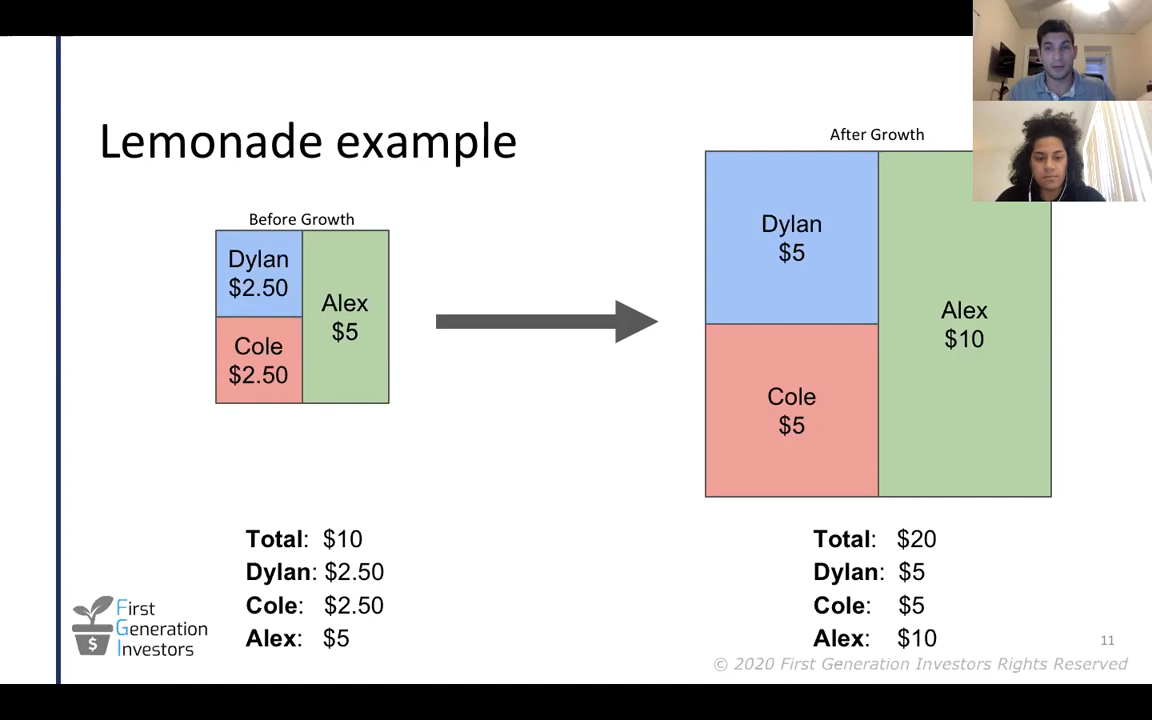 Lemonade example
Before Growth
Dylan
$2.50
Cole
$2.50
Alex
$5
After Growth
Dylan
$5
Cole
$5
Alex
$10
Total: $10
Dylan: $2.50
Cole: $2.50
Alex: $5
Total: $20
Dylan: $5
Cole: $5
Alex: $10
$
First
Generation
Investors
11
© 2020 First Generation Investors Rights Reserved